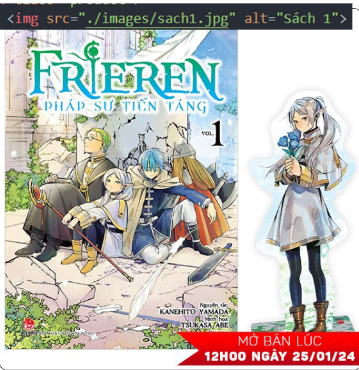 <img src="./images/sach1.jpg" alt="Sách 1">
FRIEREN
PHÁP SƯ TIỄN TÁNG
VOL. 1
Nguyên tác:
KANEHITO YAMADA
Minh họa:
TSUKASA ABE
MỞ BÁN LÚC
12H00 NGÀY 25/01/24